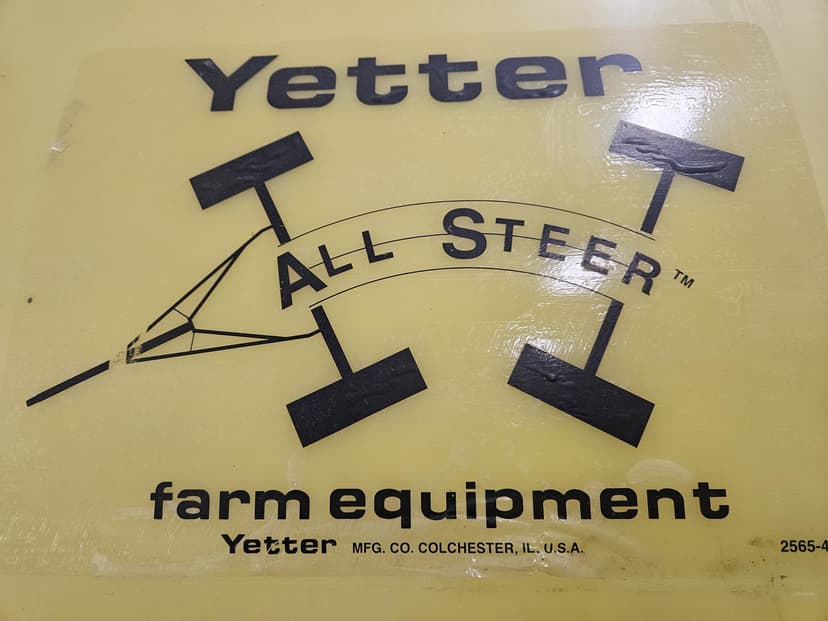 Yetter
ALL STEER™
farm equipment
Yetter MFG. CO. COLCHESTER, IL. U.S.A.
2565-4